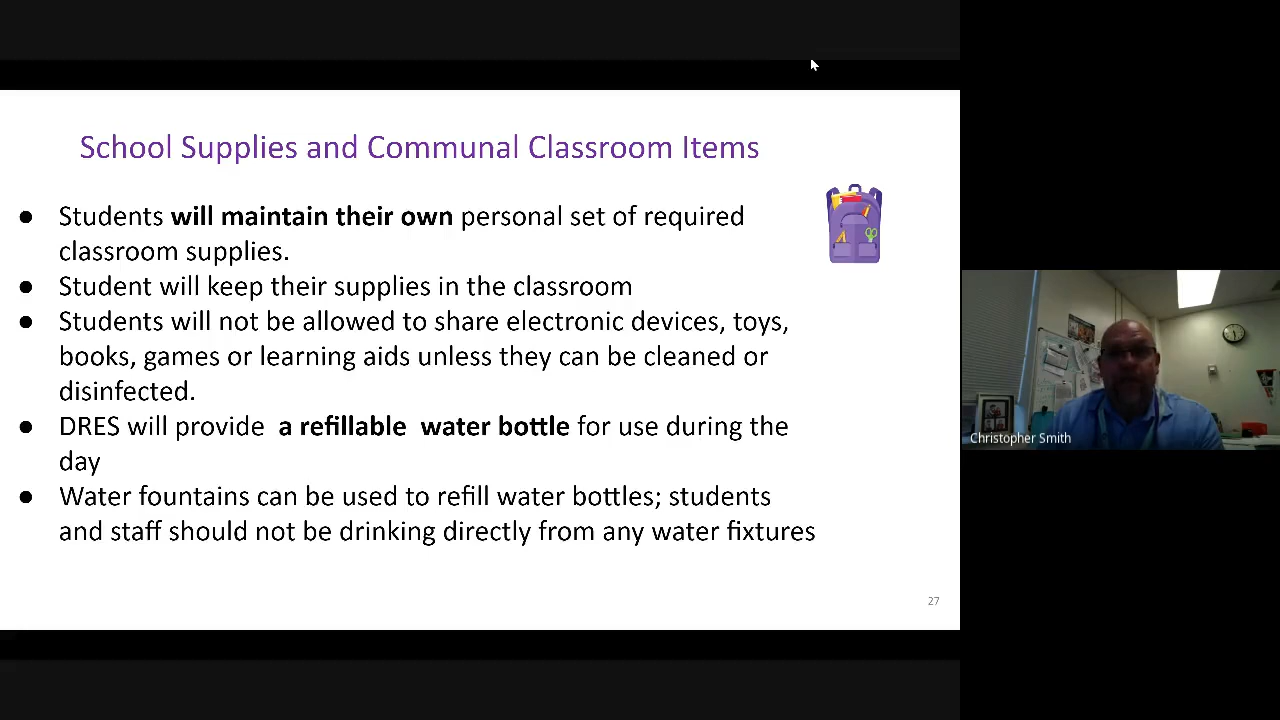 School Supplies and Communal Classroom Items
● Students will maintain their own personal set of required
classroom supplies.
● Student will keep their supplies in the classroom
● Students will not be allowed to share electronic devices, toys,
books, games or learning aids unless they can be cleaned or
disinfected.
● DRES will provide  a refillable  water bottle for use during the
day
● Water fountains can be used to refill water bottles; students
and staff should not be drinking directly from any water fixtures
27
Christopher Smith